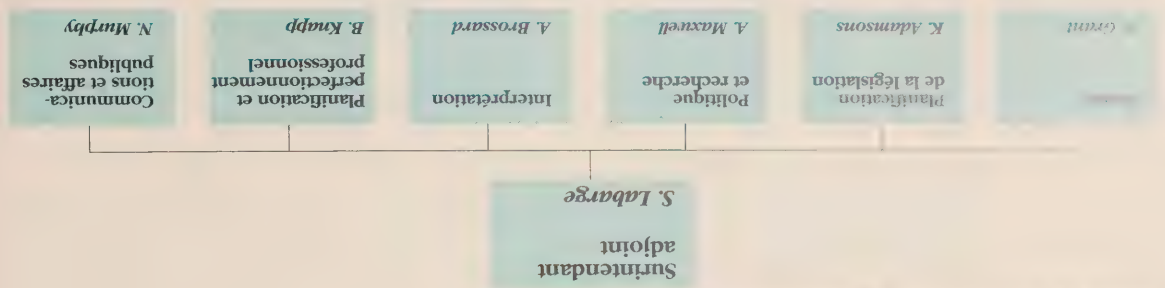 Surintendant
adjoint
S. Labarge
Grant
Planification
de la législation
K. Adamsons
Politique
et recherche
A. Maxwell
Interprétation
A. Brossard
Planification et
perfectionnement
professionnel
B. Knapp
Communica-
tions et affaires
publiques
N. Murphy